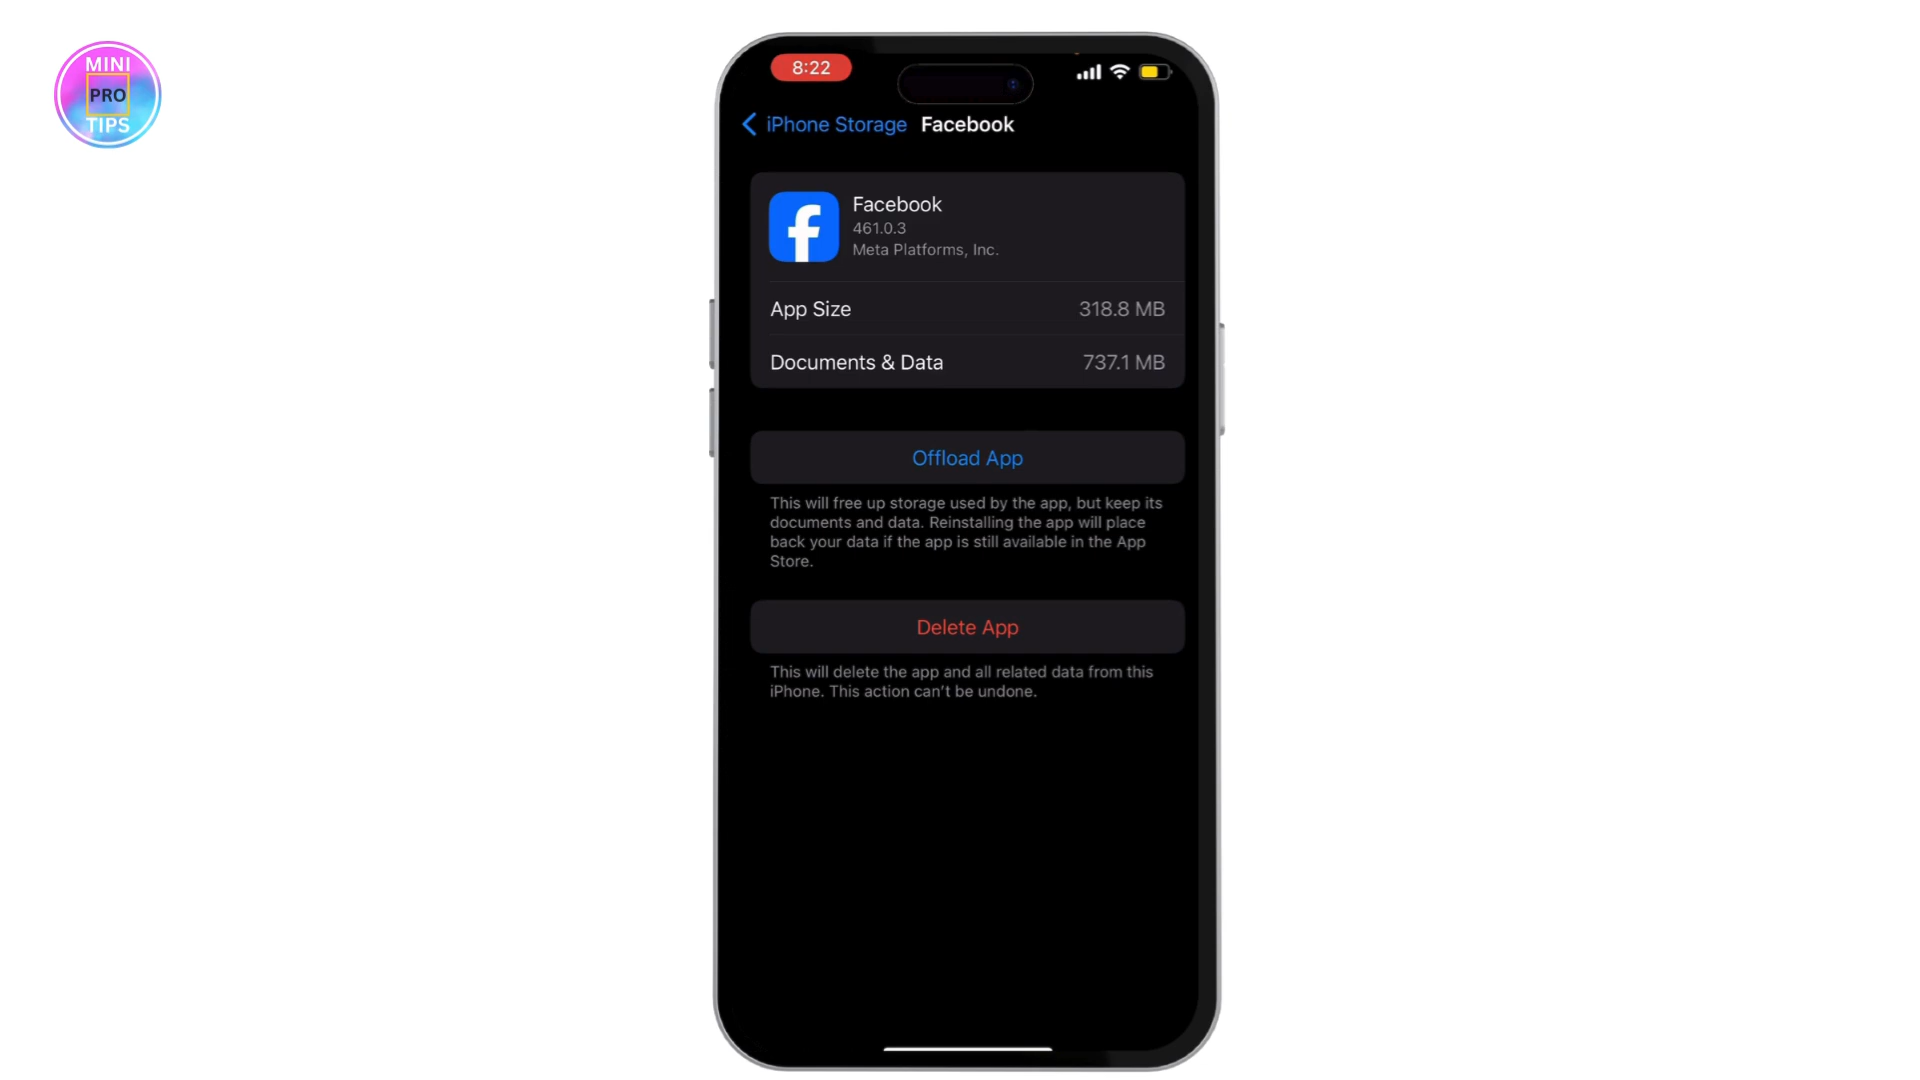 MINI
PRO
TIPS
8:22
iPhone Storage Facebook
Facebook
461.0.3
Meta Platforms, Inc.
App Size 318.8 MB
Documents & Data 737.1 MB
Offload App
This will free up storage used by the app, but keep its
documents and data. Reinstalling the app will place
back your data if the app is still available in the App
Store.
Delete App
This will delete the app and all related data from this
iPhone. This action can't be undone.